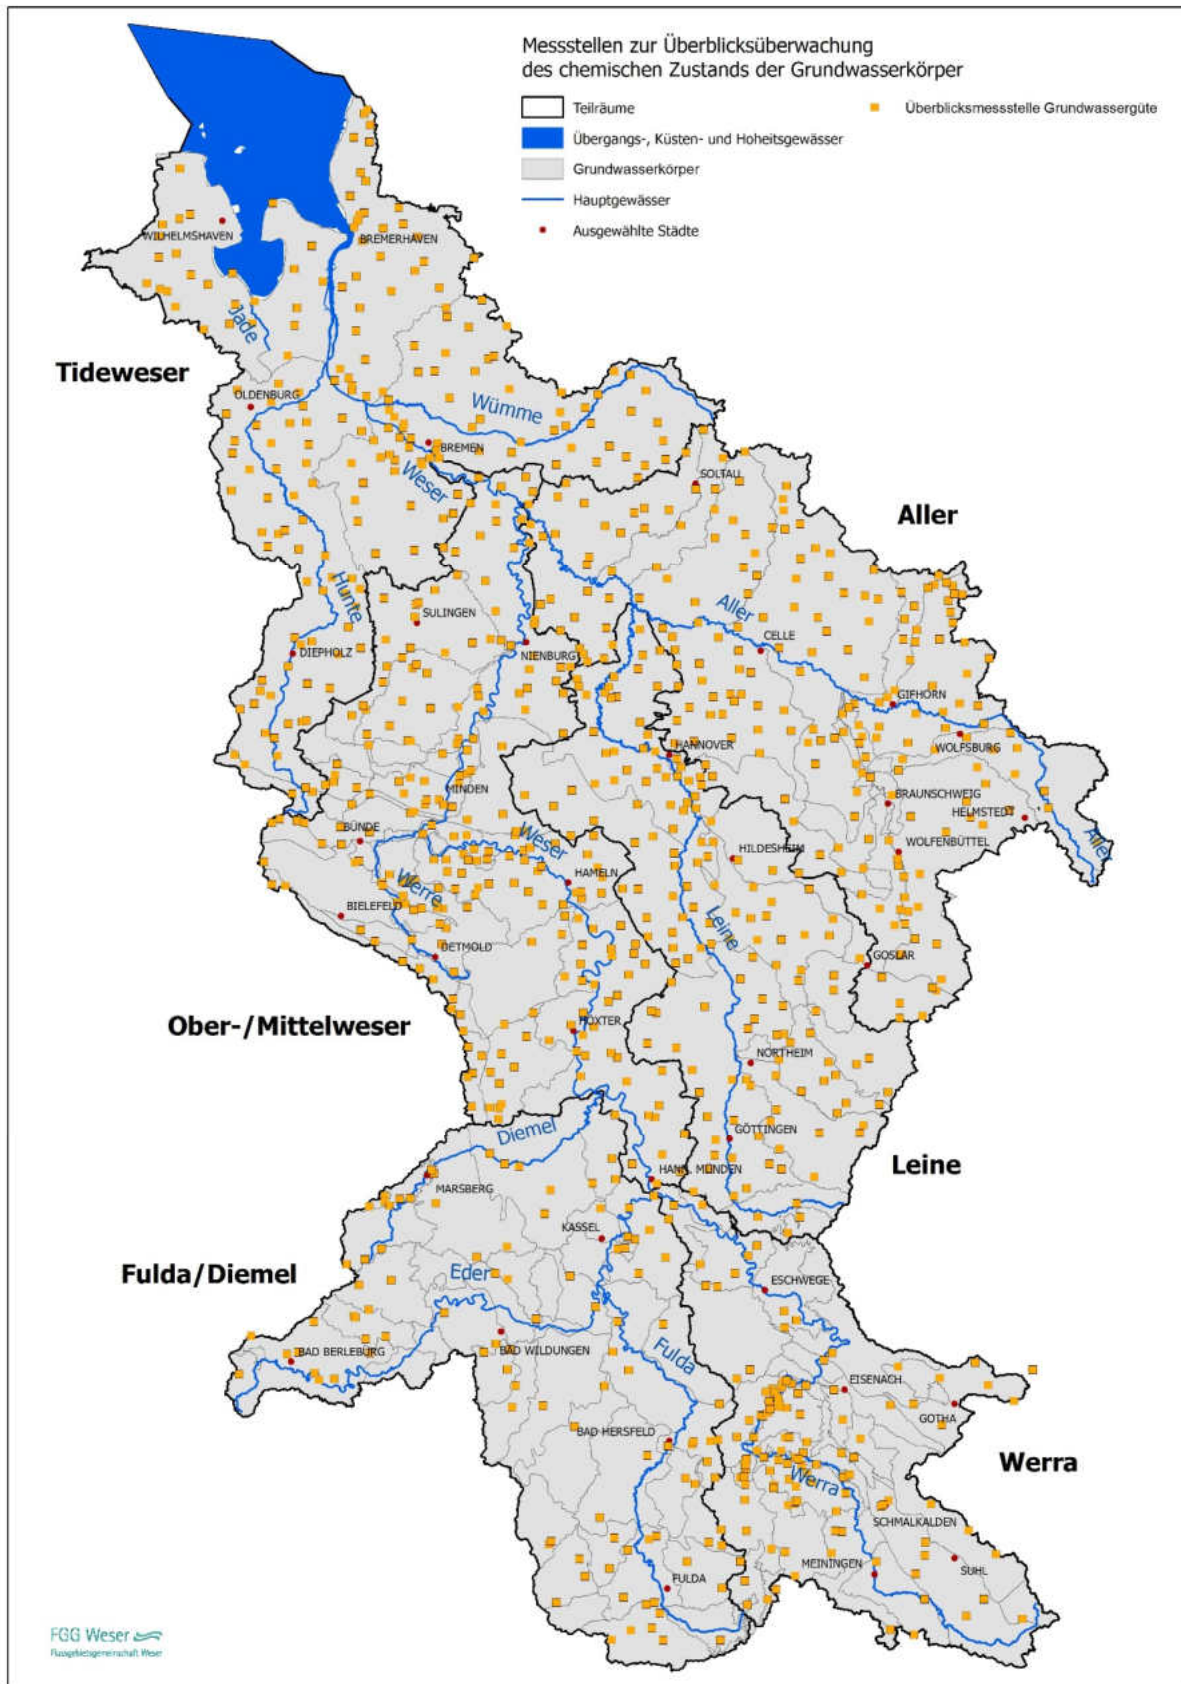 Messstellen zur Überblicksüberwachung
des chemischen Zustands der Grundwasserkörper
Teilräume
Überblicksmessstelle Grundwassergüte
Übergangs-, Küsten- und Hoheitsgewässer
Grundwasserkörper
Hauptgewässer
Ausgewählte Städte
WILHELMSHAVEN
BREMERHAVEN
Jade
Tideweser
OLDENBURG
Wümme
BREMEN
Weser
SOLTAU
Aller
Hunte
SULINGEN
Aller
CELLE
DIEPHOLZ
NIENBURG
GIFHORN
WOLFSBURG
HANNOVER
MINDEN
BRAUNSCHWEIG
HELMSTEDT
BÜNDE
Weser
WOLFENBÜTTEL
Aller
HILDESHEIM
HAMELN
Werre
BIELEFELD
Leine
DETMOLD
GOSLAR
Ober-/Mittelweser
HÖXTER
NORTHEIM
Diemel
GÖTTINGEN
Leine
MARSBERG
HANN. MÜNDEN
KASSEL
Fulda/Diemel
Eder
ESCHWEGE
BAD BERLEBURG
BAD WILDUNGEN
Fulda
EISENACH
GOTHA
BAD HERSFELD
Werra
Werra
SCHMALKALDEN
MEININGEN
SUHL
FULDA
FGG Weser
Flussgebietsgemeinschaft Weser